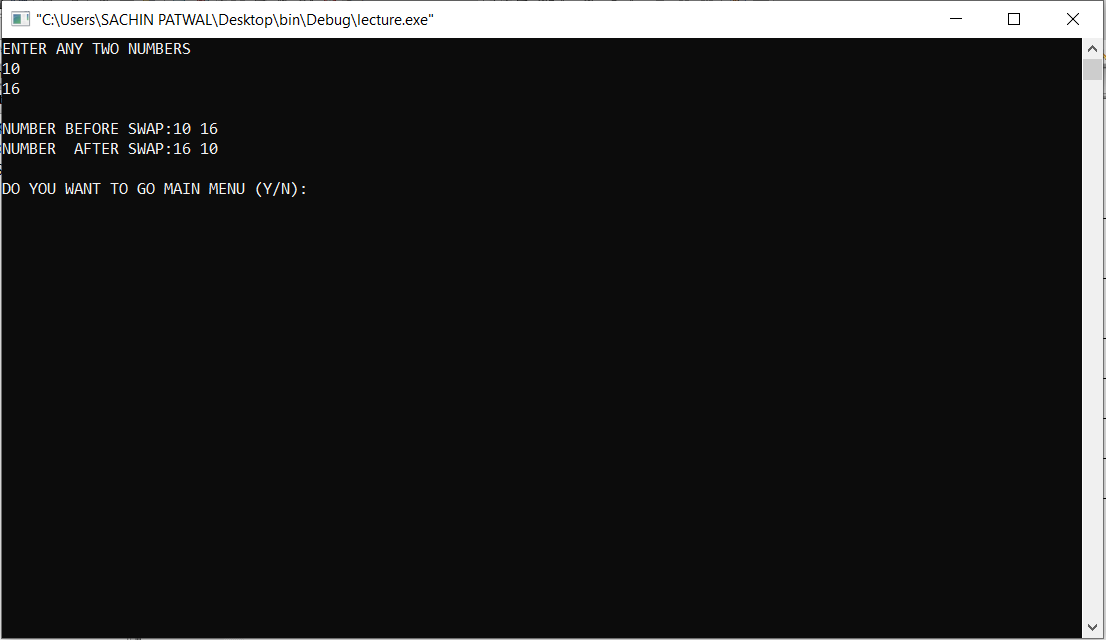 "C:\Users\SACHIN PATWAL\Desktop\bin\Debug\lecture.exe"
ENTER ANY TWO NUMBERS
10
16
NUMBER BEFORE SWAP:10 16
NUMBER  AFTER SWAP:16 10
DO YOU WANT TO GO MAIN MENU (Y/N):